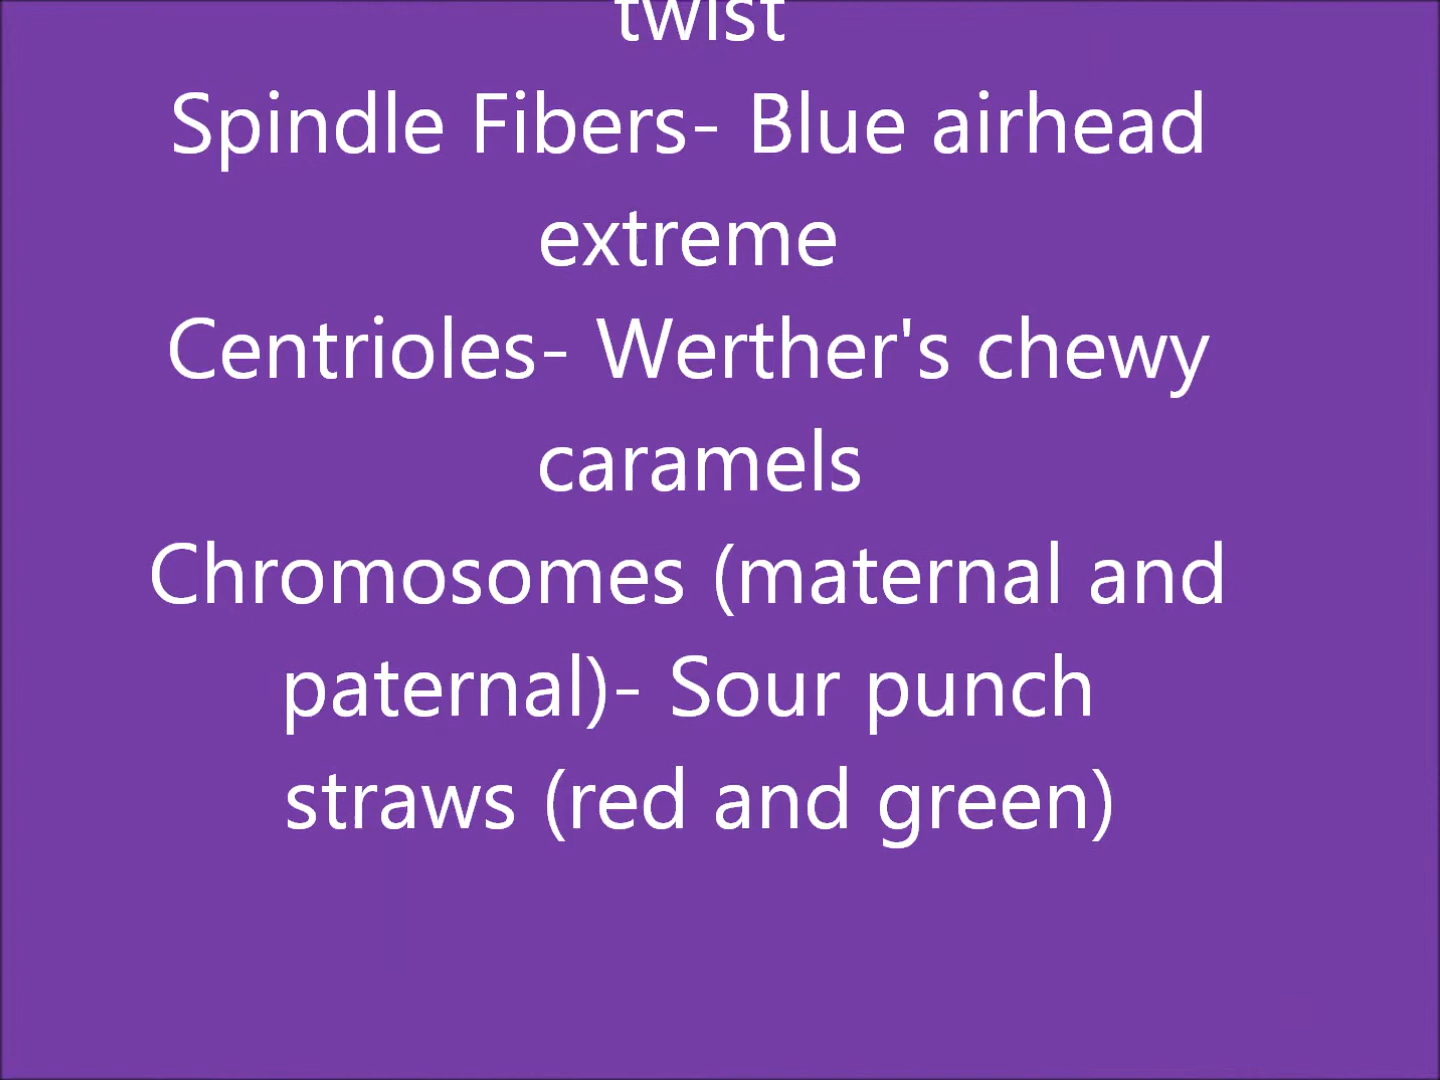 twist
Spindle Fibers- Blue airhead
extreme
Centrioles- Werther's chewy
caramels
Chromosomes (maternal and
paternal)- Sour punch
straws (red and green)